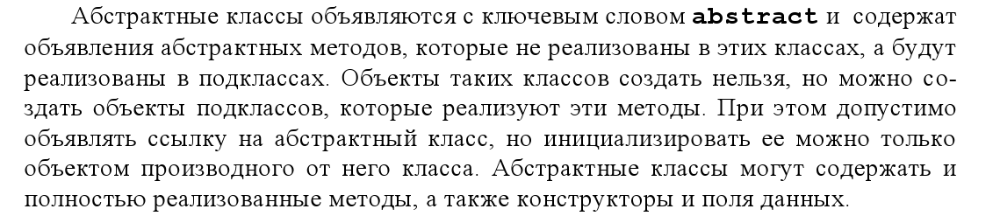 Абстрактные классы объявляются с ключевым словом abstract и содержат
объявления абстрактных методов, которые не реализованы в этих классах, а будут
реализованы в подклассах. Объекты таких классов создать нельзя, но можно со-
здать объекты подклассов, которые реализуют эти методы. При этом допустимо
объявлять ссылку на абстрактный класс, но инициализировать ее можно только
объектом производного от него класса. Абстрактные классы могут содержать и
полностью реализованные методы, а также конструкторы и поля данных.